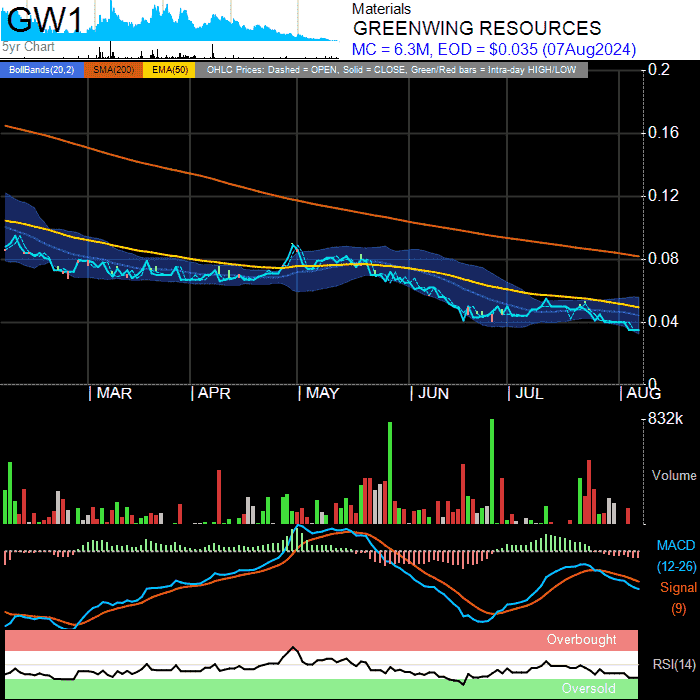 GW1
5yr Chart
Materials
GREENWING RESOURCES
MC = 6.3M, EOD = $0.035 (07Aug2024)
BollBands(20,2) SMA(200) EMA(50) OHLC Prices: Dashed = OPEN, Solid = CLOSE, Green/Red bars = Intra-day HIGH/LOW
0.2
0.16
0.12
0.08
0.04
0
MAR APR MAY JUN JUL AUG
832k
Volume
MACD
(12-26)
Signal
(9)
Overbought
RSI(14)
Oversold